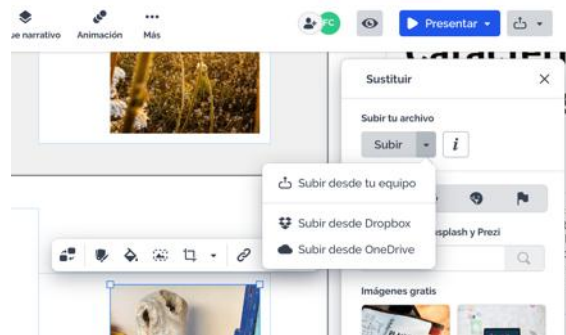 ue narrativo
Animación
Más
FC
Presentar
Sustituir
Subir tu archivo
Subir
i
Subir desde tu equipo
Subir desde Dropbox
Subir desde OneDrive
splash y Prezi
Imágenes gratis